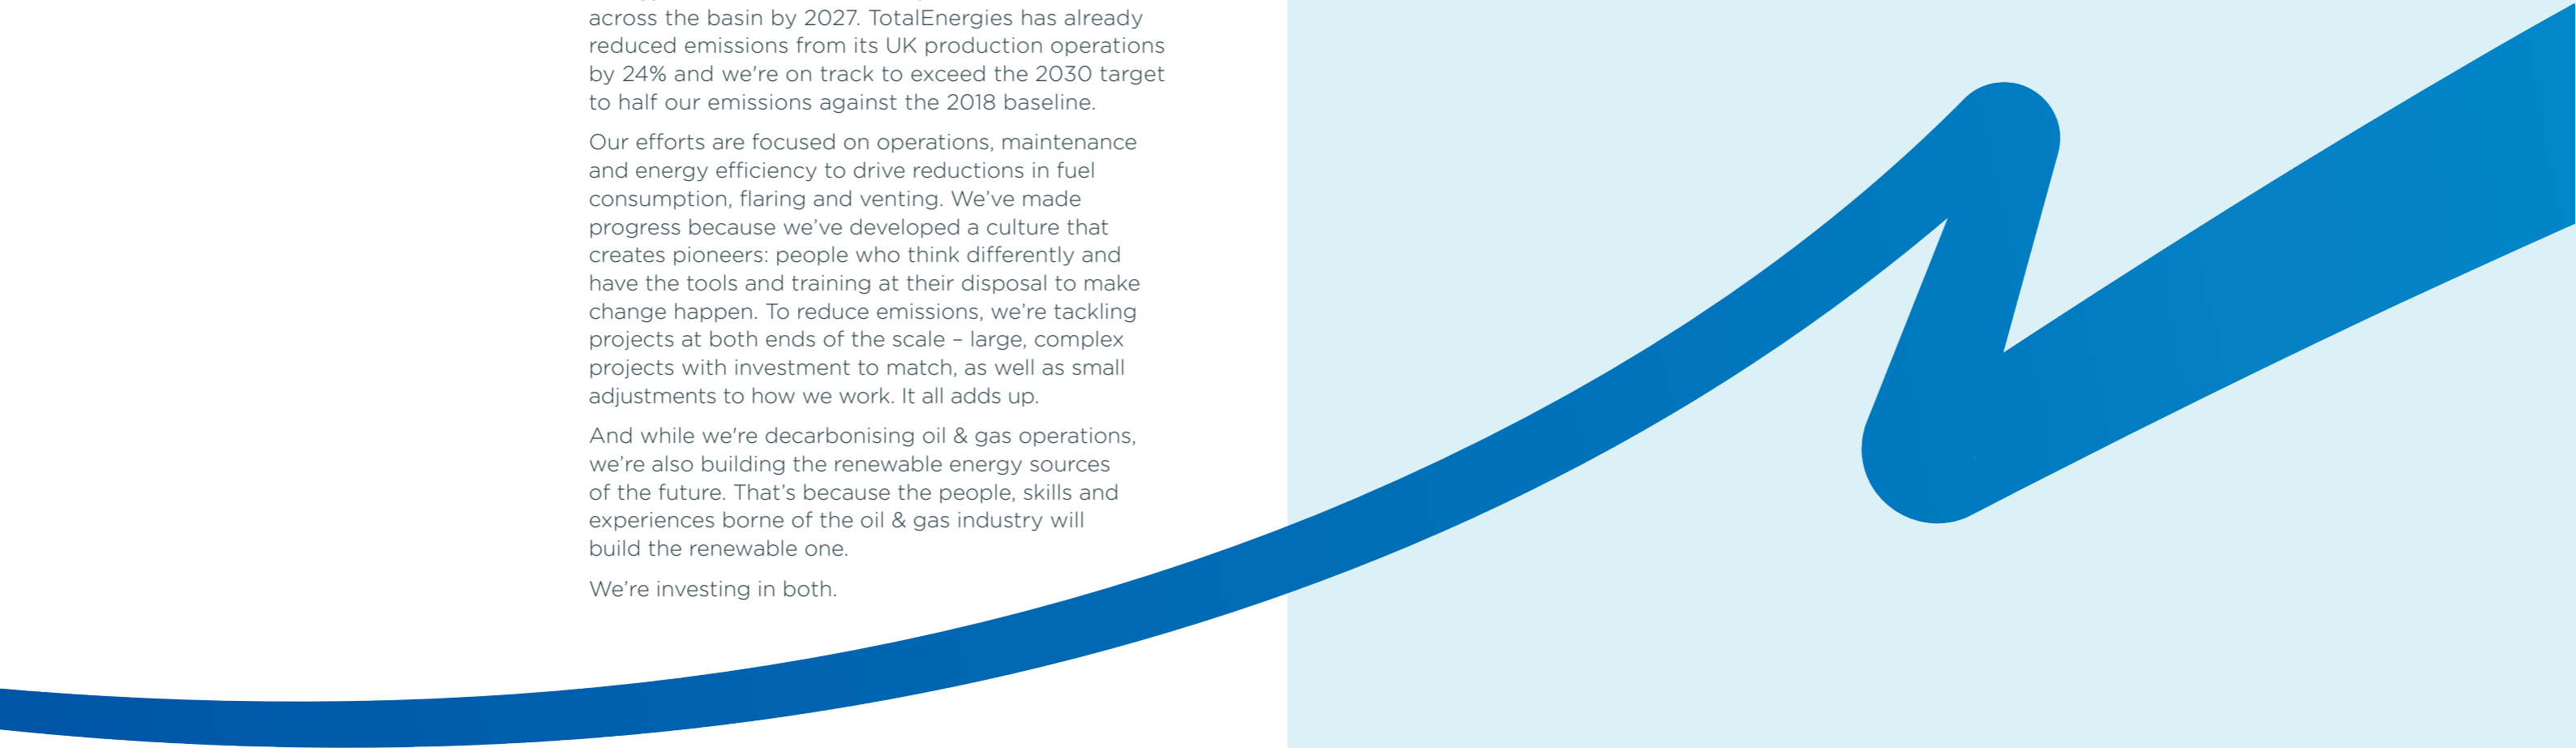 across the basin by 2027. TotalEnergies has already
reduced emissions from its UK production operations
by 24% and we're on track to exceed the 2030 target
to half our emissions against the 2018 baseline.
Our efforts are focused on operations, maintenance
and energy efficiency to drive reductions in fuel
consumption, flaring and venting. We’ve made
progress because we’ve developed a culture that
creates pioneers: people who think differently and
have the tools and training at their disposal to make
change happen. To reduce emissions, we’re tackling
projects at both ends of the scale – large, complex
projects with investment to match, as well as small
adjustments to how we work. It all adds up.
And while we're decarbonising oil & gas operations,
we’re also building the renewable energy sources
of the future. That’s because the people, skills and
experiences borne of the oil & gas industry will
build the renewable one.
We’re investing in both.